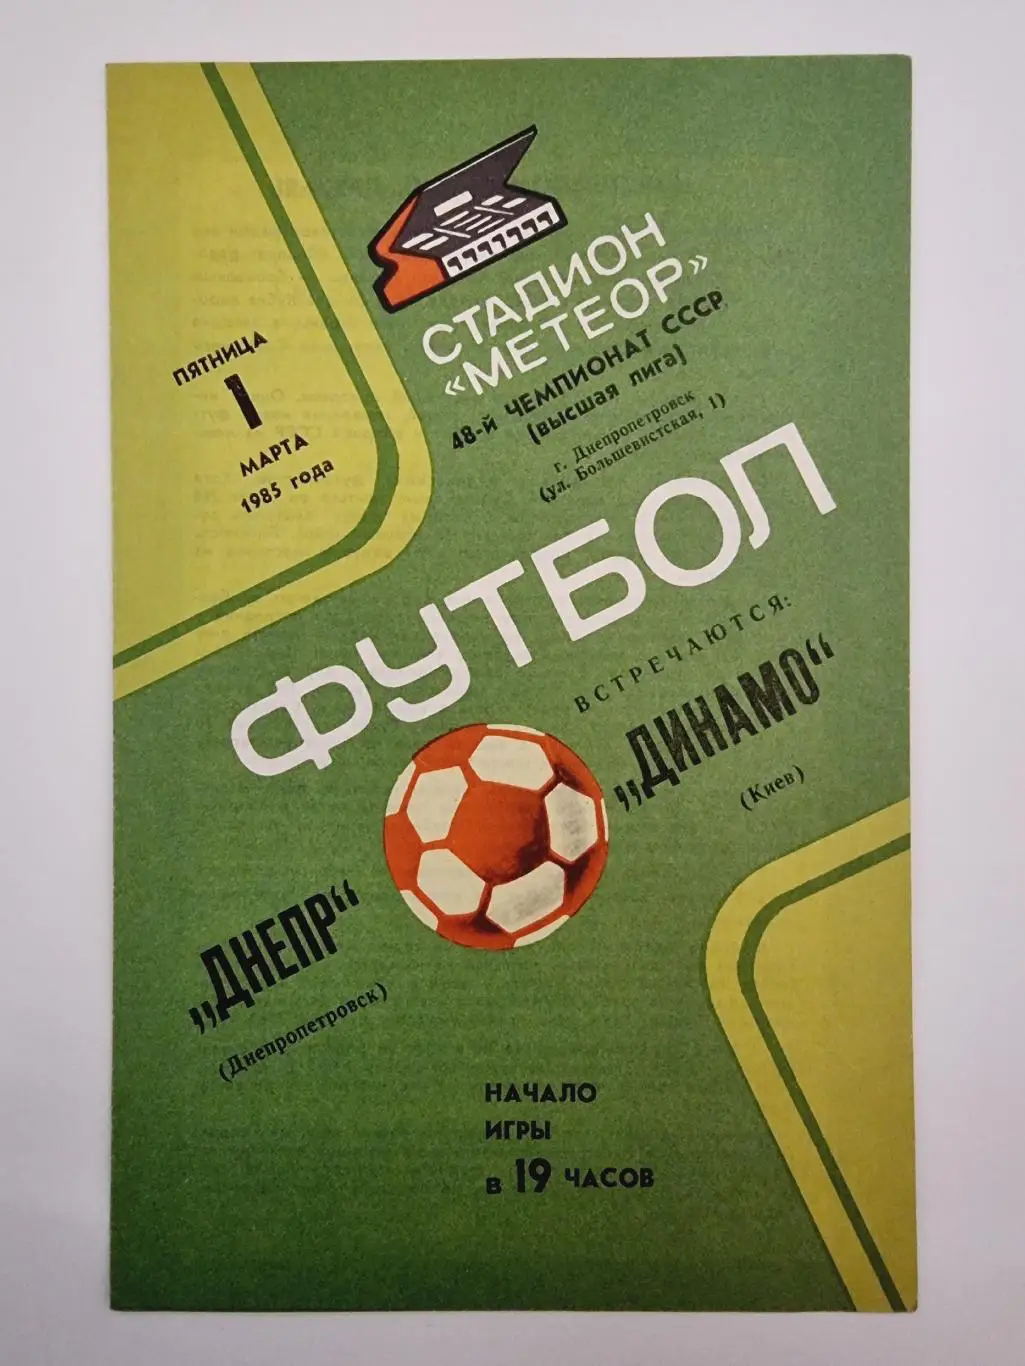 СТАДИОН
«МЕТЕОР»
48-й ЧЕМПИОНАТ СССР
(высшая лига)
г. Днепропетровск
(ул. Большевистская, 1)
ПЯТНИЦА
1
МАРТА
1985 года
ФУТБОЛ
ВСТРЕЧАЮТСЯ:
„ДИНАМО“
(Киев)
„ДНЕПР“
(Днепропетровск)
НАЧАЛО
ИГРЫ
в 19 ЧАСОВ